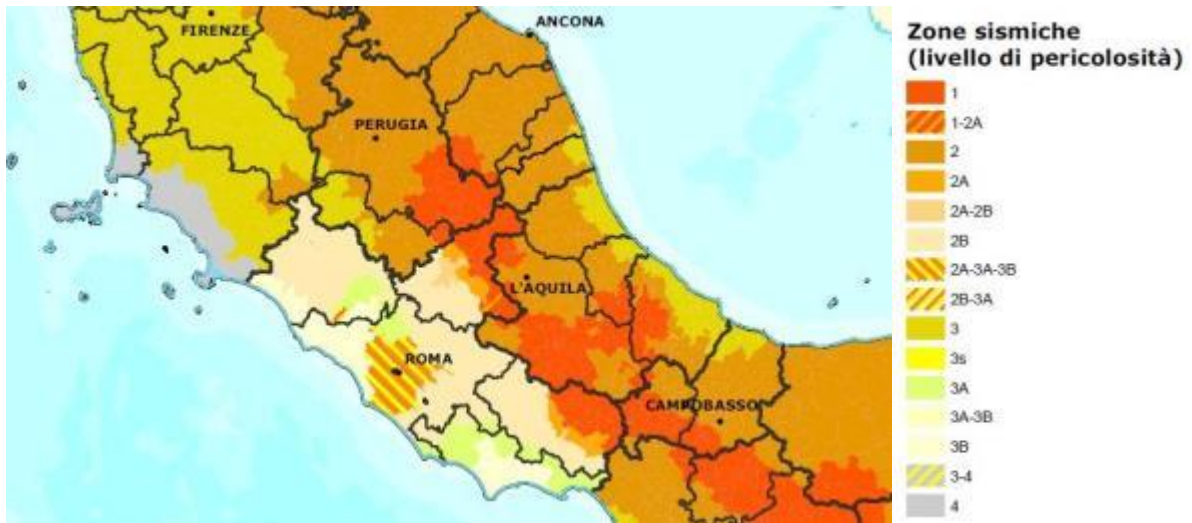 FIRENZE
ANCONA
PERUGIA
L'AQUILA
ROMA
CAMPOBASSO
Zone sismiche
(livello di pericolosità)
1
1-2A
2
2A
2A-2B
2B
2A-3A-3B
2B-3A
3
3s
3A
3A-3B
3B
3-4
4